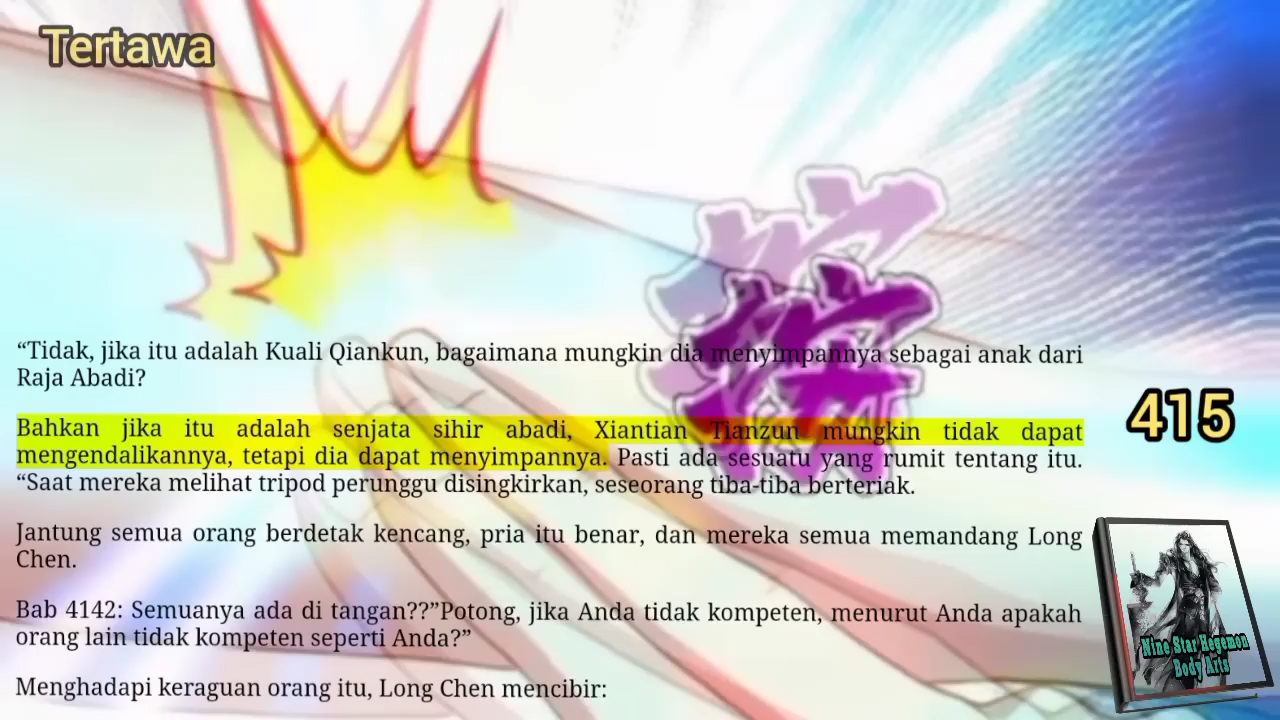 Tertawa
“Tidak, jika itu adalah Kuali Qiankun, bagaimana mungkin dia menyimpannya sebagai anak dari
Raja Abadi?
Bahkan jika itu adalah senjata sihir abadi, Xiantian Tianzun mungkin tidak dapat
mengendalikannya, tetapi dia dapat menyimpannya. Pasti ada sesuatu yang rumit tentang itu.
“Saat mereka melihat tripod perunggu disingkirkan, seseorang tiba-tiba berteriak.
415
Jantung semua orang berdetak kencang, pria itu benar, dan mereka semua memandang Long
Chen.
Bab 4142: Semuanya ada di tangan??”Potong, jika Anda tidak kompeten, menurut Anda apakah
orang lain tidak kompeten seperti Anda?”
Menghadapi keraguan orang itu, Long Chen mencibir:
Nine Star Hegemon
Body Arts